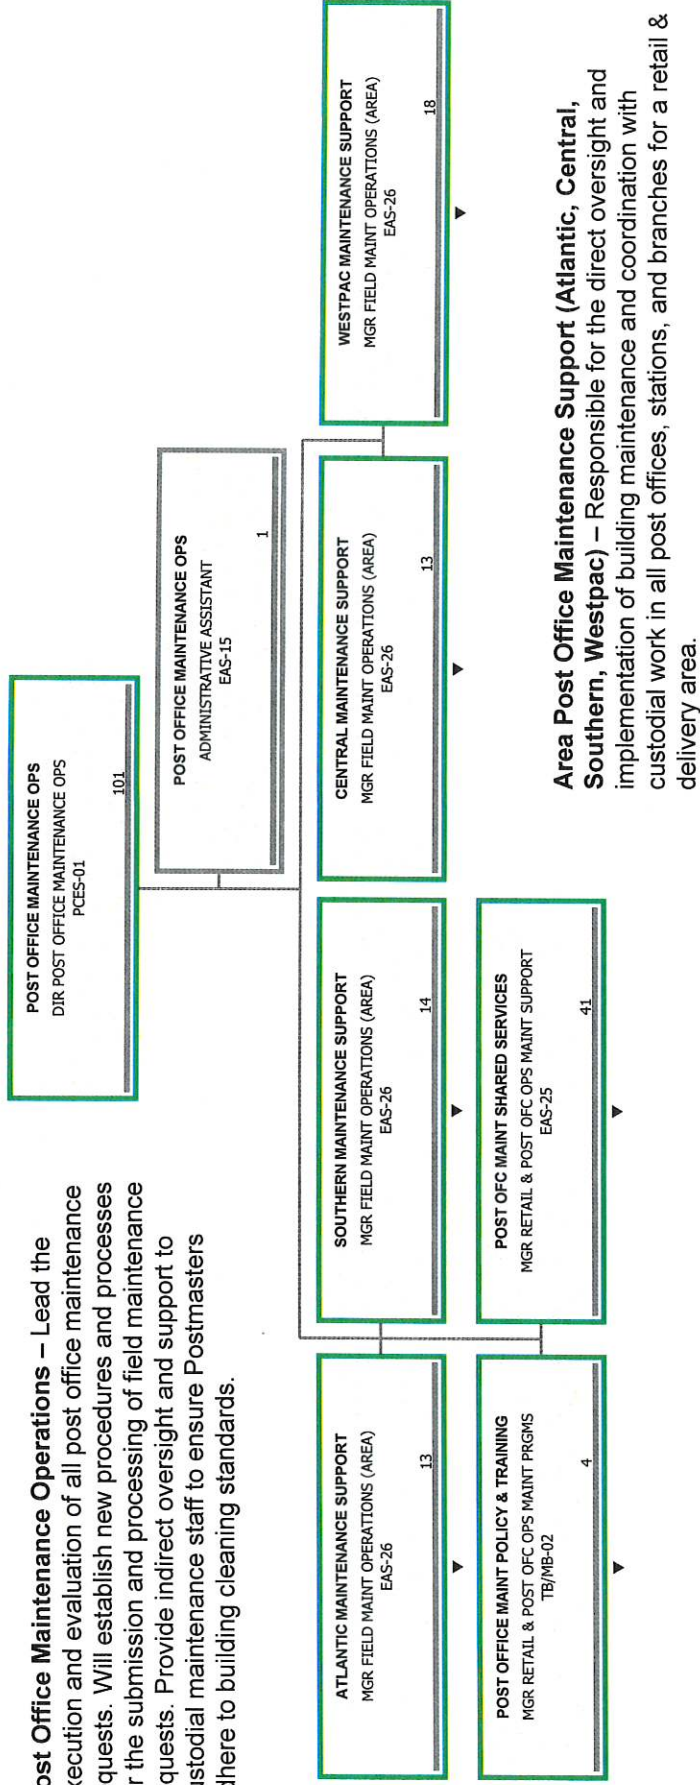 ost Office Maintenance Operations – Lead the
xecution and evaluation of all post office maintenance
quests. Will establish new procedures and processes
r the submission and processing of field maintenance
quests. Provide indirect oversight and support to
ustodial maintenance staff to ensure Postmasters
dhere to building cleaning standards.
POST OFFICE MAINTENANCE OPS
DIR POST OFFICE MAINTENANCE OPS
PCES-01
101
POST OFFICE MAINTENANCE OPS
ADMINISTRATIVE ASSISTANT
EAS-15
1
ATLANTIC MAINTENANCE SUPPORT
MGR FIELD MAINT OPERATIONS (AREA)
EAS-26
13
SOUTHERN MAINTENANCE SUPPORT
MGR FIELD MAINT OPERATIONS (AREA)
EAS-26
14
CENTRAL MAINTENANCE SUPPORT
MGR FIELD MAINT OPERATIONS (AREA)
EAS-26
13
WESTPAC MAINTENANCE SUPPORT
MGR FIELD MAINT OPERATIONS (AREA)
EAS-26
18
POST OFFICE MAINT POLICY & TRAINING
MGR RETAIL & POST OFC OPS MAINT PRGMS
TB/MB-02
4
POST OFC MAINT SHARED SERVICES
MGR RETAIL & POST OFC OPS MAINT SUPPORT
EAS-25
41
Area Post Office Maintenance Support (Atlantic, Central,
Southern, Westpac) – Responsible for the direct oversight and
implementation of building maintenance and coordination with
custodial work in all post offices, stations, and branches for a retail &
delivery area.